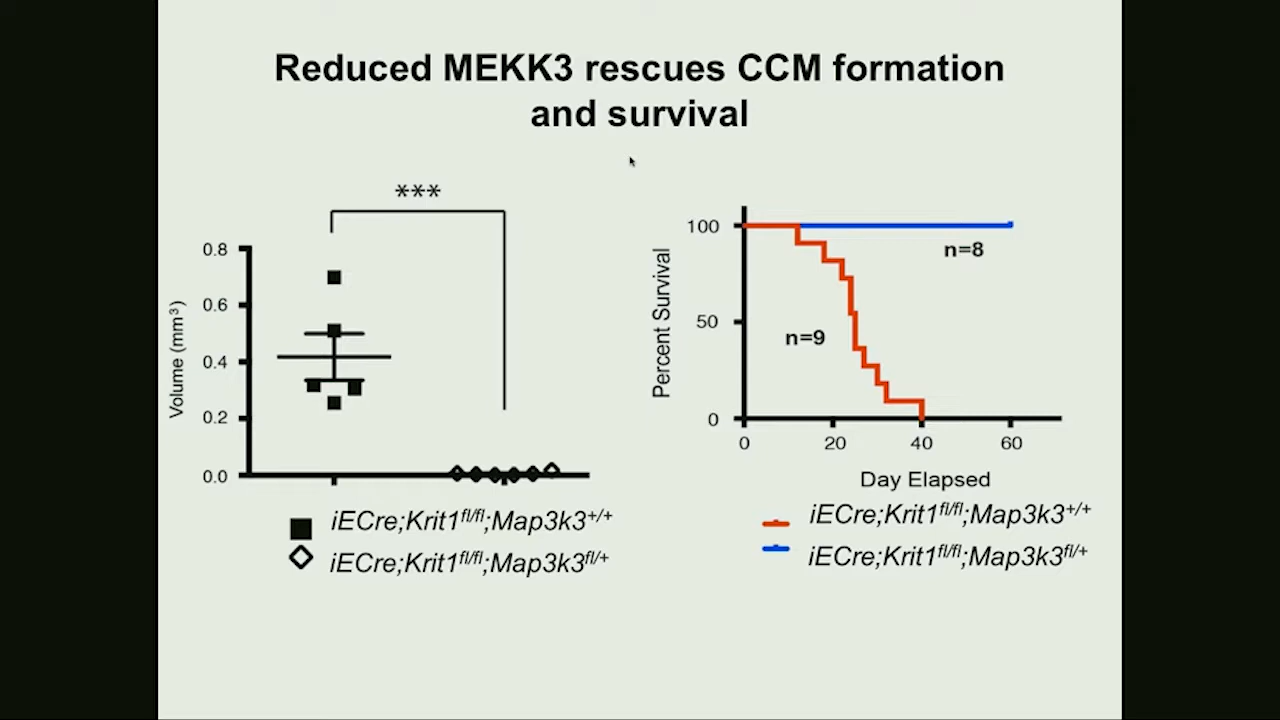 Reduced MEKK3 rescues CCM formation
and survival
***
Volume (mm³)
0.8
0.6
0.4
0.2
0.0
iECre;Krit1fl/fl;Map3k3+/+
iECre;Krit1fl/fl;Map3k3fl/+
Percent Survival
100
50
0
n=8
n=9
0 20 40 60
Day Elapsed
iECre;Krit1fl/fl;Map3k3+/+
iECre;Krit1fl/fl;Map3k3fl/+